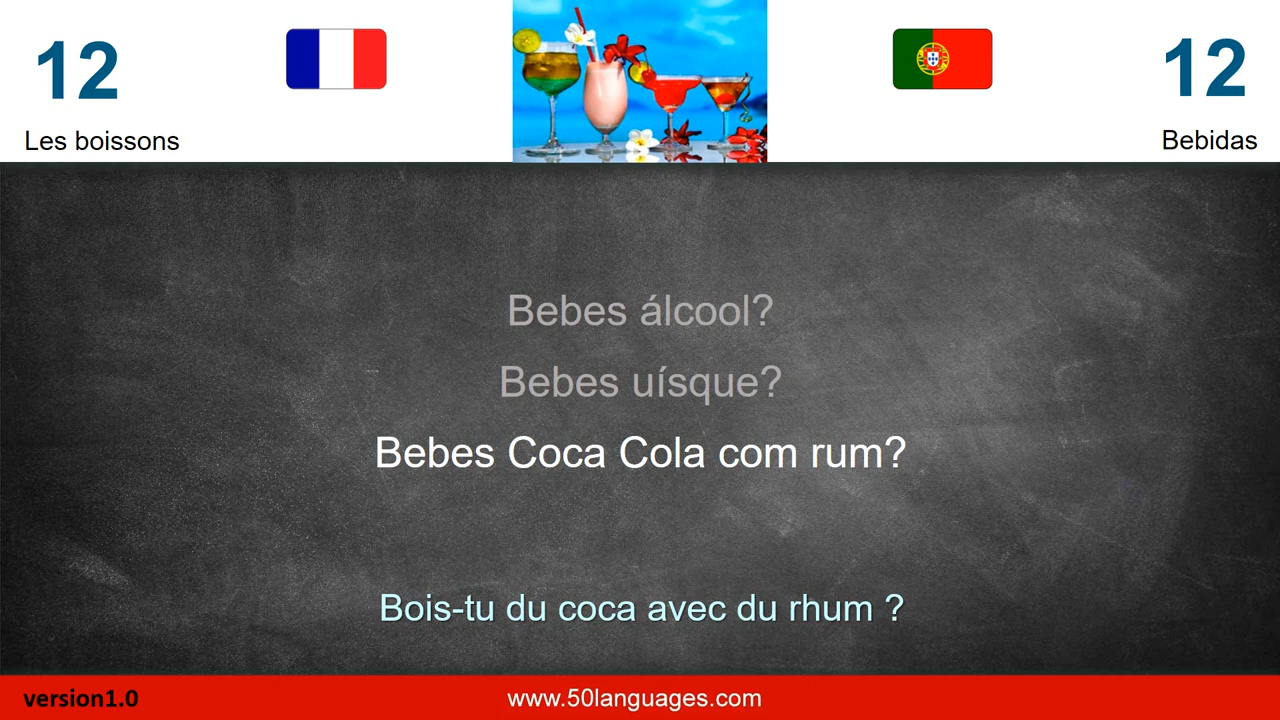 12
12
Les boissons
Bebidas
Bebes álcool?
Bebes uísque?
Bebes Coca Cola com rum?
Bois-tu du coca avec du rhum ?
version1.0
www.50languages.com